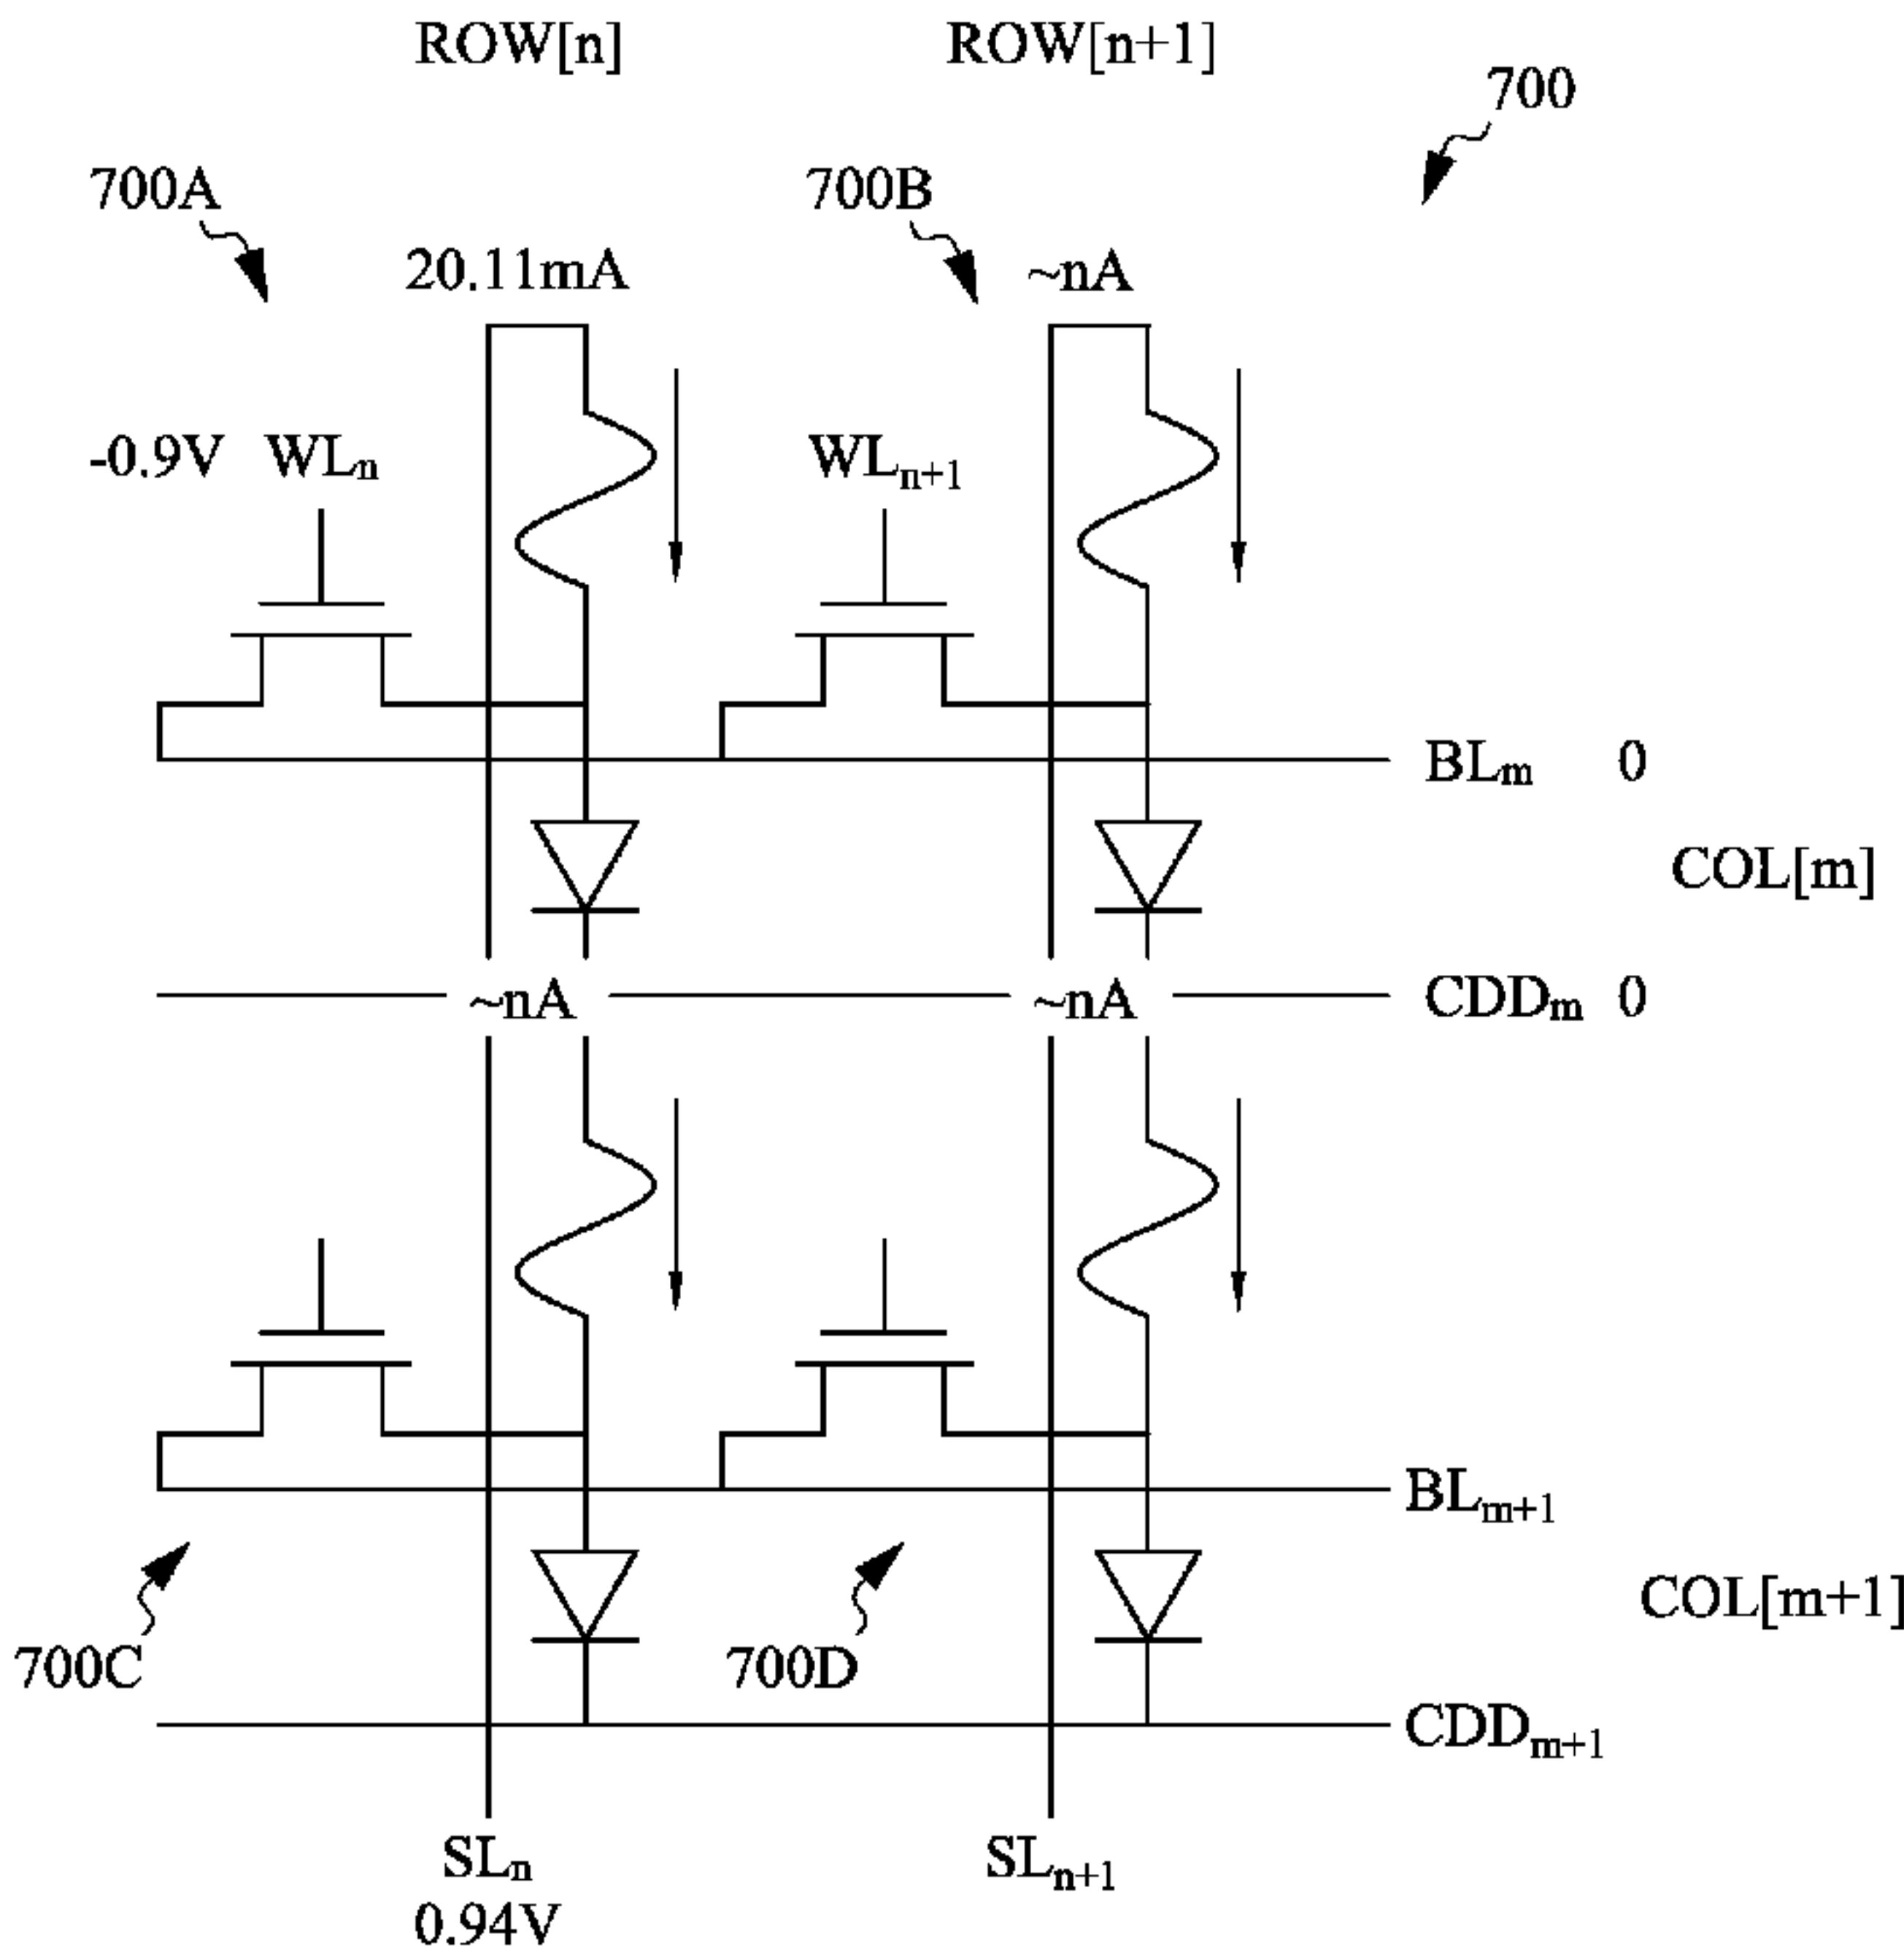 ROW[n] ROW[n+1]
700
700A 700B
20.11mA ~nA
-0.9V WLn WLn+1
BLm 0
COL[m]
~nA ~nA CDDm 0
BLm+1
COL[m+1]
700C 700D
CDDm+1
SLn SLn+1
0.94V